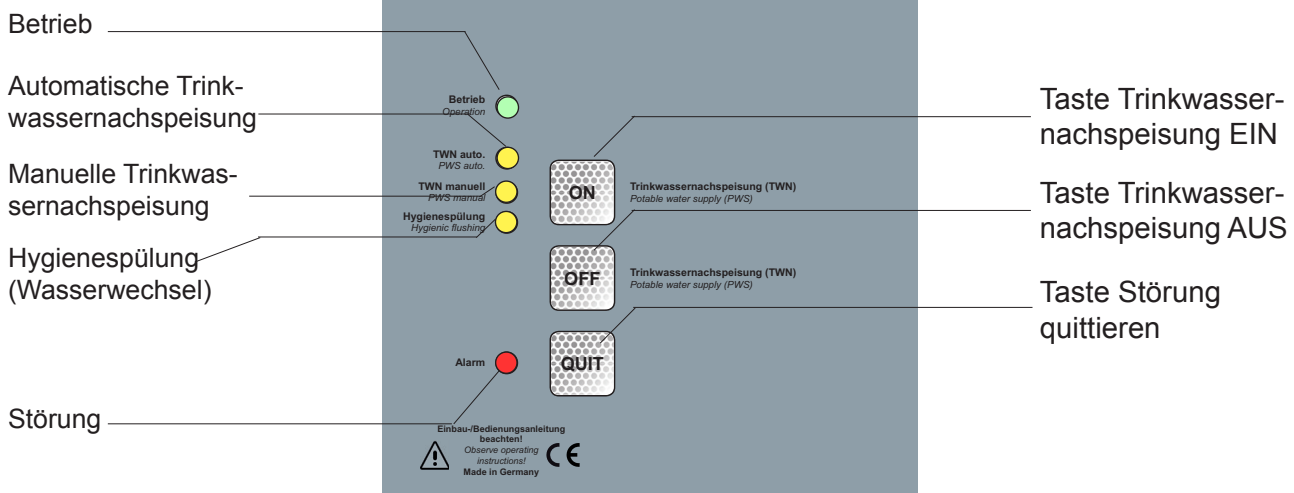 Betrieb
Automatische Trink-
wassernachspeisung
Manuelle Trinkwas-
sernachspeisung
Hygienespülung
(Wasserwechsel)
Störung
Betrieb
Operation
TWN auto.
PWS auto.
TWN manuell
PWS manual
Hygienespülung
Hygienic flushing
Alarm
ON
Trinkwassernachspeisung (TWN)
Potable water supply (PWS)
OFF
Trinkwassernachspeisung (TWN)
Potable water supply (PWS)
QUIT
Einbau-/Bedienungsanleitung
beachten!
Observe operating
instructions!
Made in Germany
CE
Taste Trinkwasser-
nachspeisung EIN
Taste Trinkwasser-
nachspeisung AUS
Taste Störung
quittieren